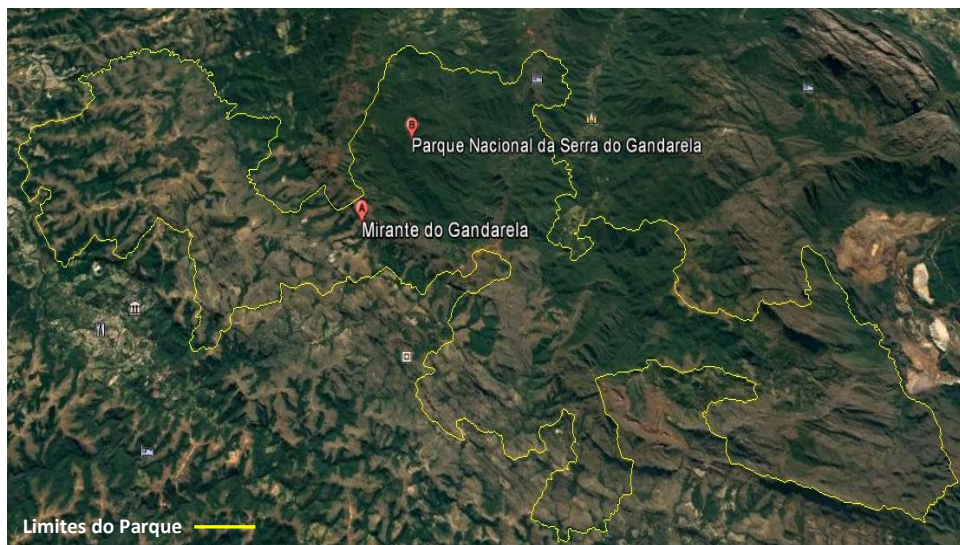 B
Parque Nacional da Serra do Gandarela
A
Mirante do Gandarela
Limites do Parque